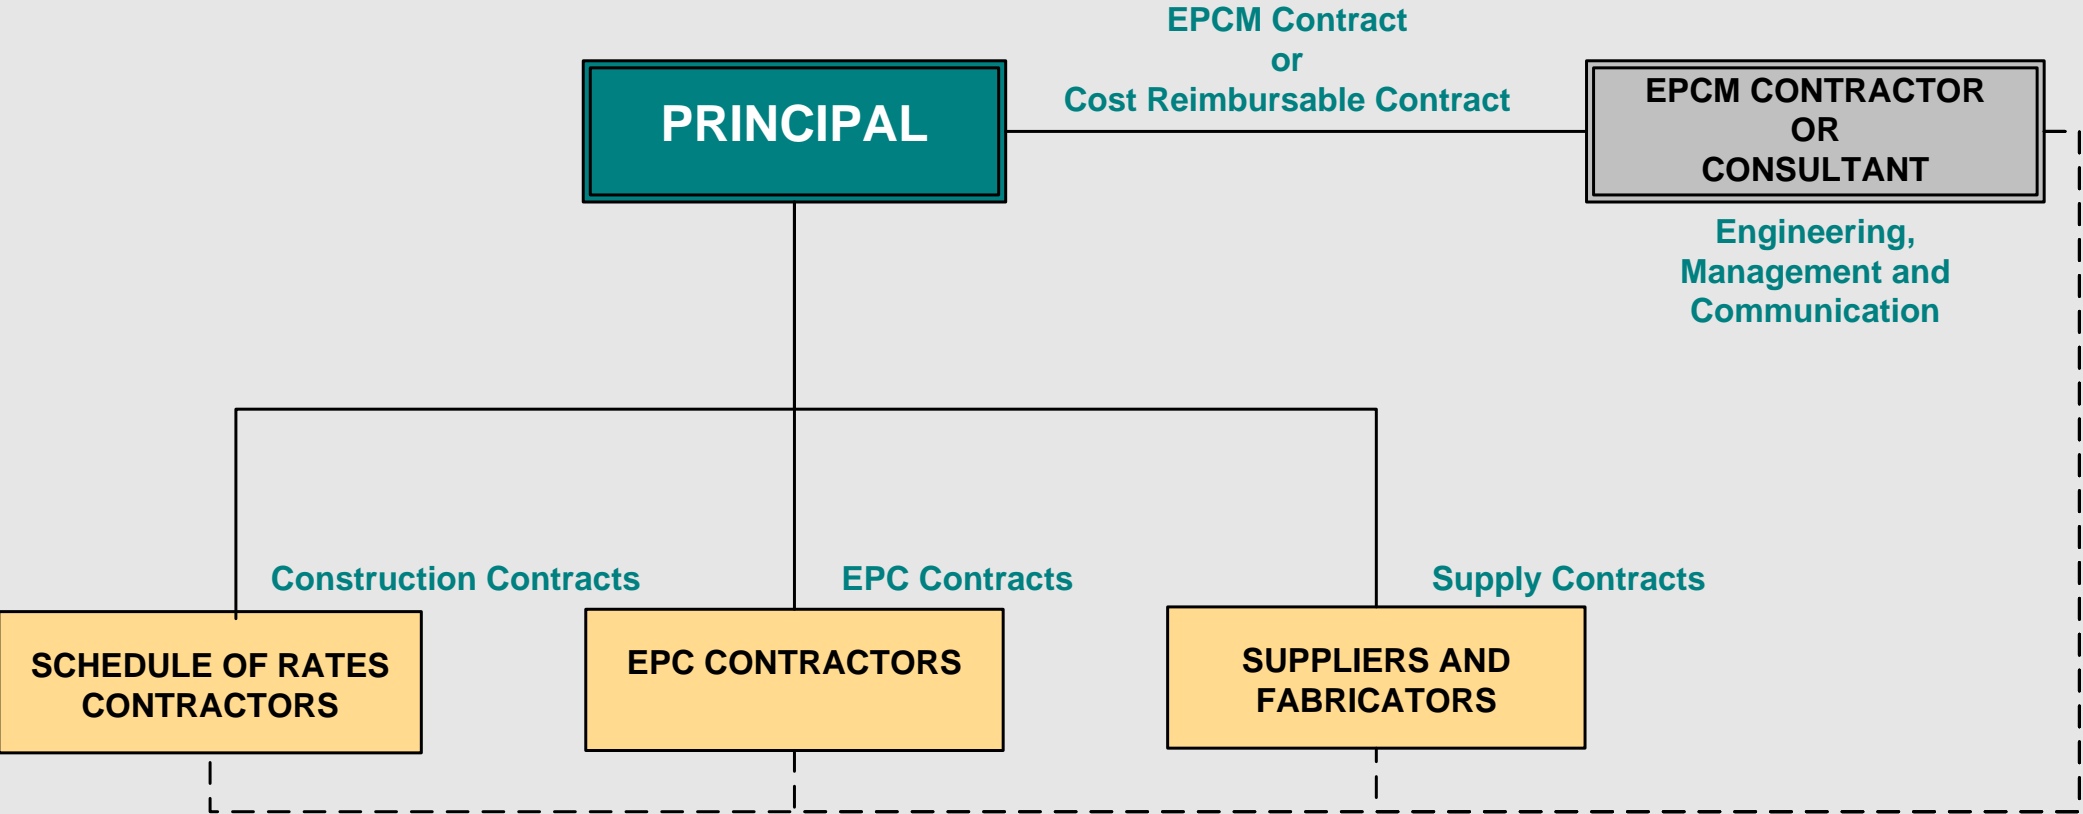 EPCM Contract
or
Cost Reimbursable Contract
PRINCIPAL
EPCM CONTRACTOR
OR
CONSULTANT
Engineering,
Management and
Communication
Construction Contracts
EPC Contracts
Supply Contracts
SCHEDULE OF RATES
CONTRACTORS
EPC CONTRACTORS
SUPPLIERS AND
FABRICATORS